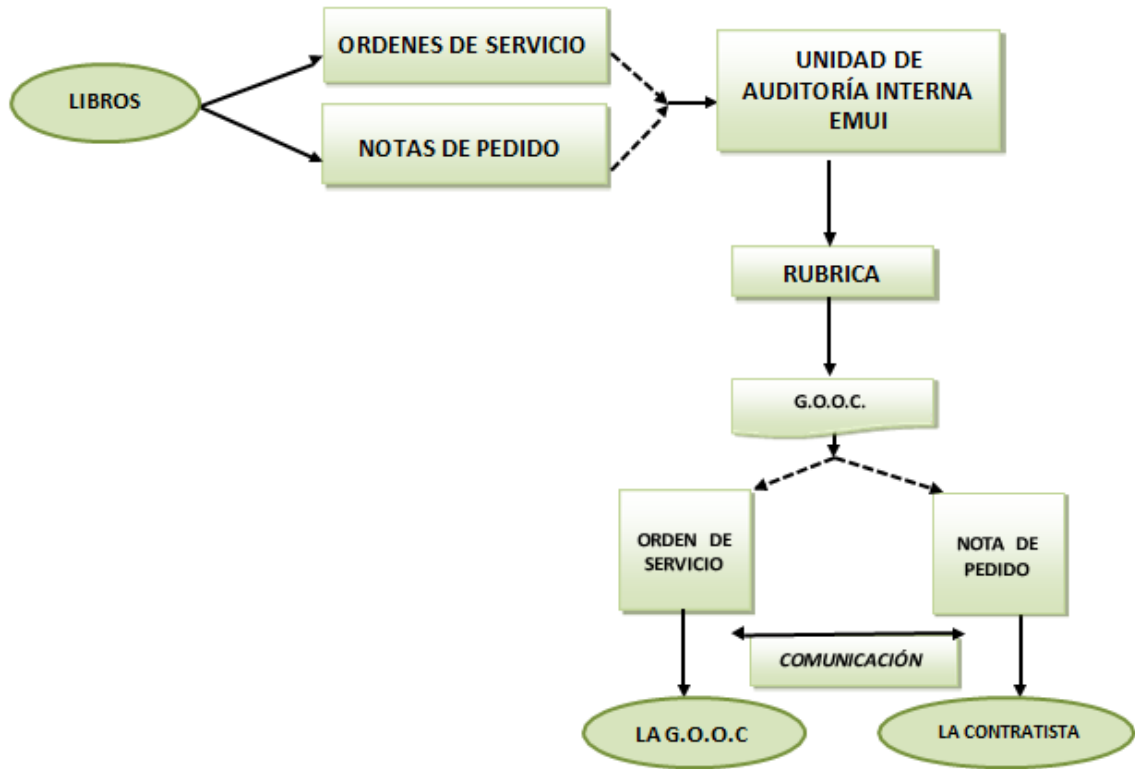 LIBROS
ORDENES DE SERVICIO
NOTAS DE PEDIDO
UNIDAD DE
AUDITORÍA INTERNA
EMUI
RUBRICA
G.O.O.C.
ORDEN DE
SERVICIO
NOTA DE
PEDIDO
COMUNICACIÓN
LA G.O.O.C
LA CONTRATISTA